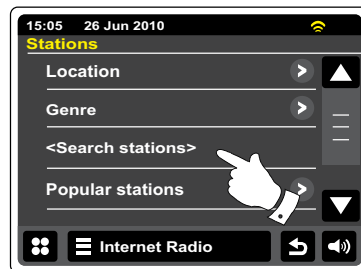 15:05 26 Jun 2010
Stations
Location
Genre
<Search stations>
Popular stations
Internet Radio